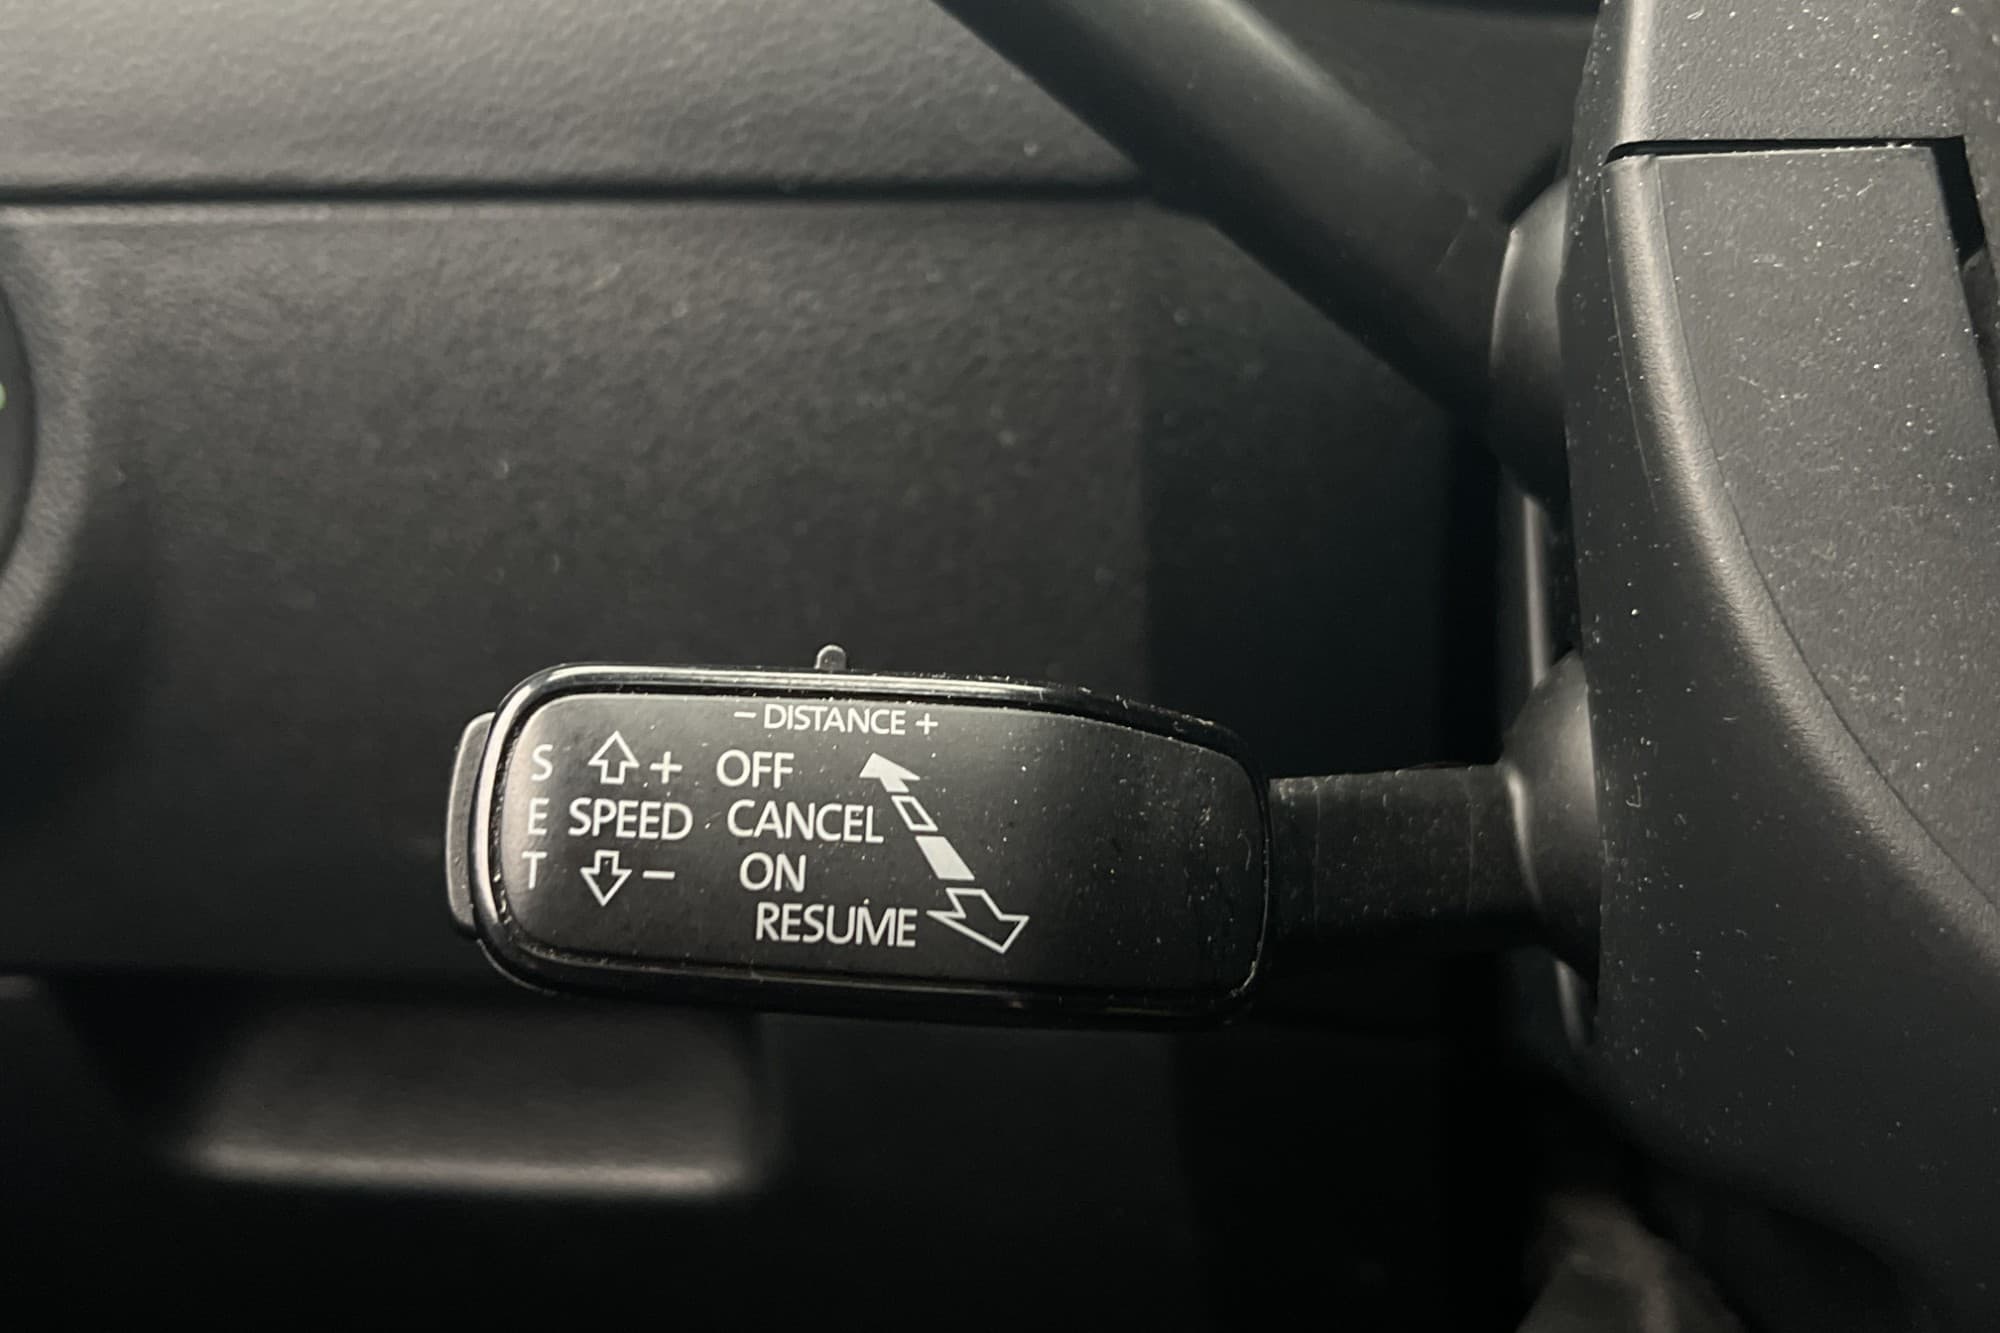 - DISTANCE +
S + OFF
E SPEED CANCEL
T - ON
RESUME